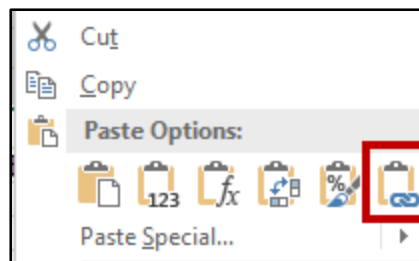 Cut
Copy
Paste Options:
123 fx %
Paste Special...